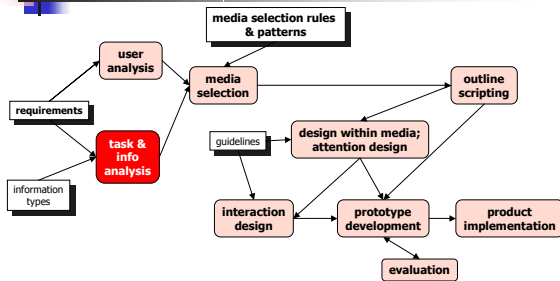 media selection rules
& patterns
user
analysis
media
selection
outline
scripting
requirements
task &
info
analysis
guidelines
design within media;
attention design
information
types
interaction
design
prototype
development
product
implementation
evaluation